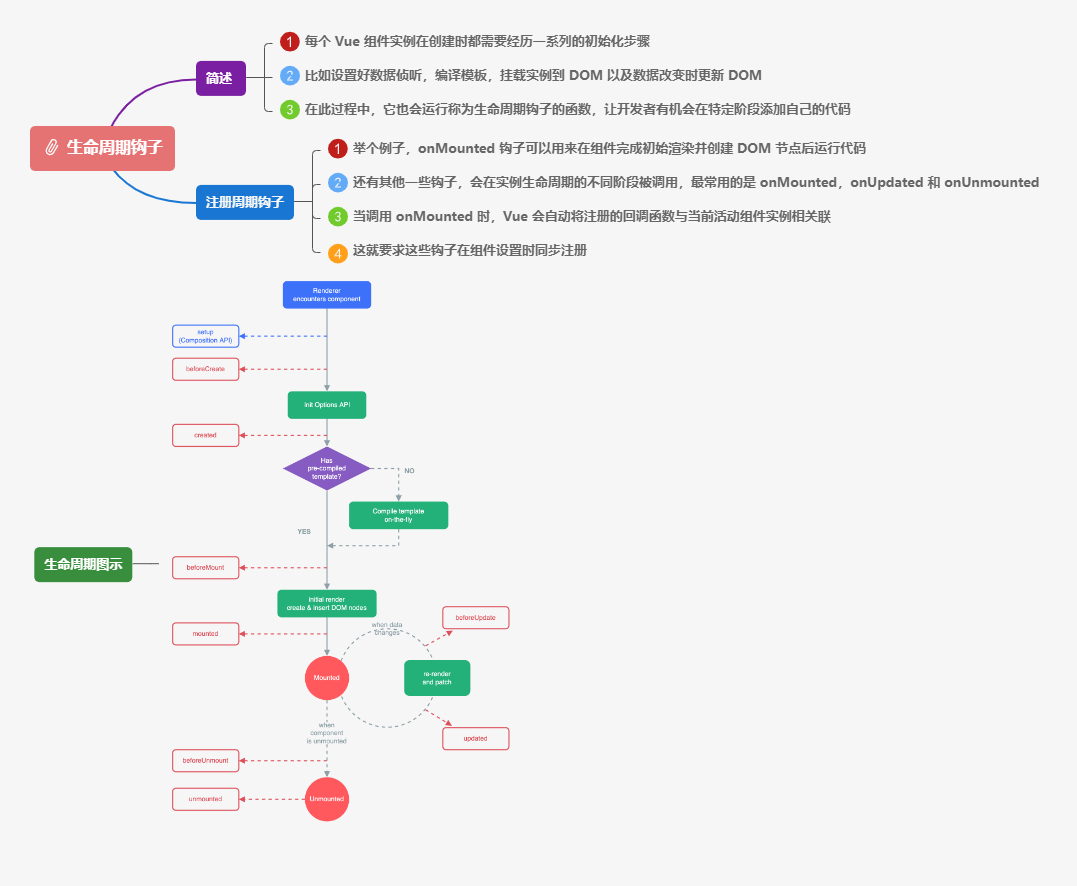 生命周期钩子
简述
1 每个 Vue 组件实例在创建时都需要经历一系列的初始化步骤
2 比如设置好数据侦听，编译模板，挂载实例到 DOM 以及数据改变时更新 DOM
3 在此过程中，它也会运行称为生命周期钩子的函数，让开发者有机会在特定阶段添加自己的代码
注册周期钩子
1 举个例子，onMounted 钩子可以用来在组件完成初始渲染并创建 DOM 节点后运行代码
2 还有其他一些钩子，会在实例生命周期的不同阶段被调用，最常用的是 onMounted，onUpdated 和 onUnmounted
3 当调用 onMounted 时，Vue 会自动将注册的回调函数与当前活动组件实例相关联
4 这就要求这些钩子在组件设置时同步注册
生命周期图示
Renderer
encounters component
setup
(Composition API)
beforeCreate
Init Options API
created
Has
pre-compiled
template?
NO
Compile template
on-the-fly
YES
beforeMount
initial render
create & insert DOM nodes
mounted
Mounted
when data
changes
beforeUpdate
re-render
and patch
updated
when
component
is unmounted
beforeUnmount
Unmounted
unmounted